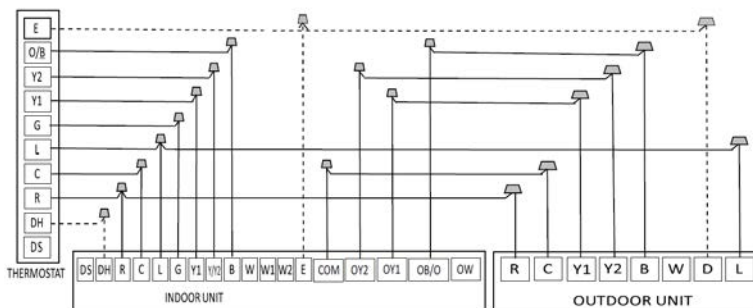 E
O/B
Y2
Y1
G
L
C
R
DH
DS
THERMOSTAT
DS DH R C L G Y1 Y/Y2 B W W1 W2 E COM OY2 OY1 OB/O OW
INDOOR UNIT
R C Y1 Y2 B W D L
OUTDOOR UNIT